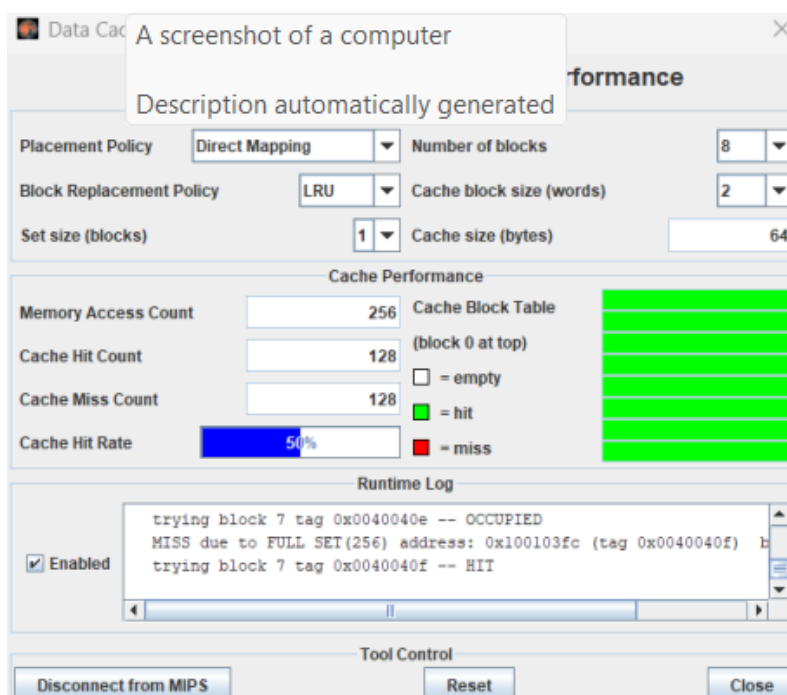 Data Cac
A screenshot of a computer
Description automatically generated
rformance
Placement Policy Direct Mapping Number of blocks 8
Block Replacement Policy LRU Cache block size (words) 2
Set size (blocks) 1 Cache size (bytes) 64
Cache Performance
Memory Access Count 256 Cache Block Table
(block 0 at top)
Cache Hit Count 128
= empty
Cache Miss Count 128
= hit
Cache Hit Rate 50%
= miss
Runtime Log
trying block 7 tag 0x0040040e -- OCCUPIED
MISS due to FULL SET(256) address: 0x100103fc (tag 0x0040040f) b
Enabled
trying block 7 tag 0x0040040f -- HIT
Tool Control
Disconnect from MIPS Reset Close